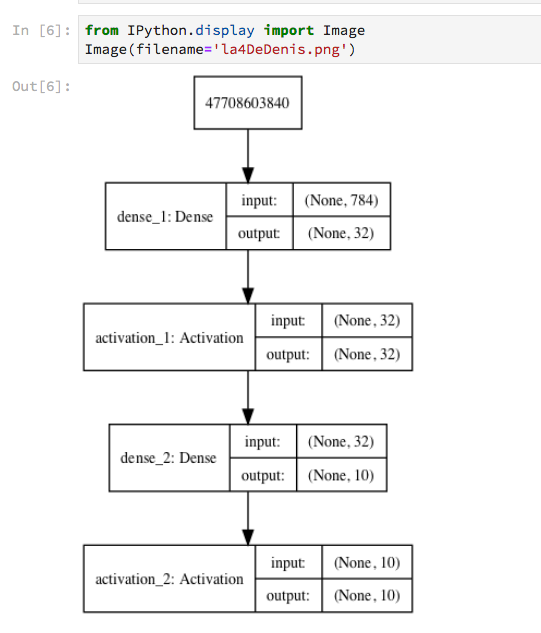 In [6]: from IPython.display import Image
Image(filename='la4DeDenis.png')
Out[6]:
47708603840
dense_1: Dense
input: (None, 784)
output: (None, 32)
activation_1: Activation
input: (None, 32)
output: (None, 32)
dense_2: Dense
input: (None, 32)
output: (None, 10)
activation_2: Activation
input: (None, 10)
output: (None, 10)